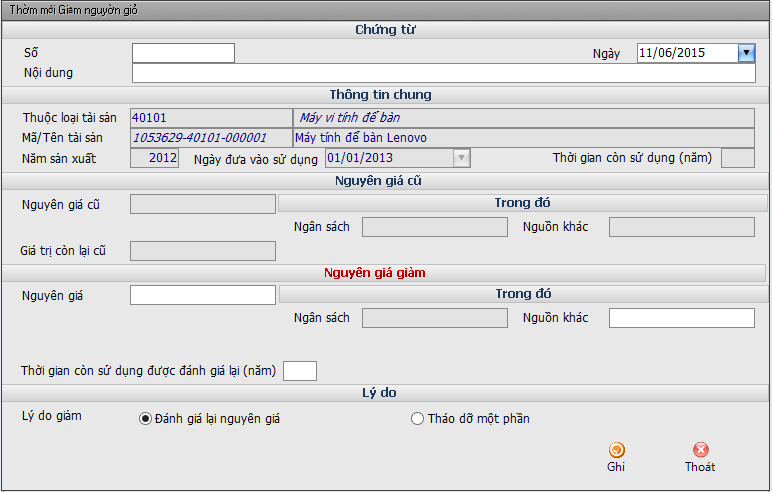 Thờm mới Giảm nguyờn giỏ
Chứng từ
Số Ngày 11/06/2015
Nội dung
Thông tin chung
Thuộc loại tài sản 40101 Máy vi tính để bàn
Mã/Tên tài sản 1053629-40101-000001 Máy tính để bàn Lenovo
Năm sản xuất 2012 Ngày đưa vào sử dụng 01/01/2013 Thời gian còn sử dụng (năm)
Nguyên giá cũ
Nguyên giá cũ Trong đó
Ngân sách Nguồn khác
Giá trị còn lại cũ
Nguyên giá giảm
Nguyên giá Trong đó
Ngân sách Nguồn khác
Thời gian còn sử dụng được đánh giá lại (năm)
Lý do
Lý do giảm Đánh giá lại nguyên giá Tháo dỡ một phần
Ghi Thoát